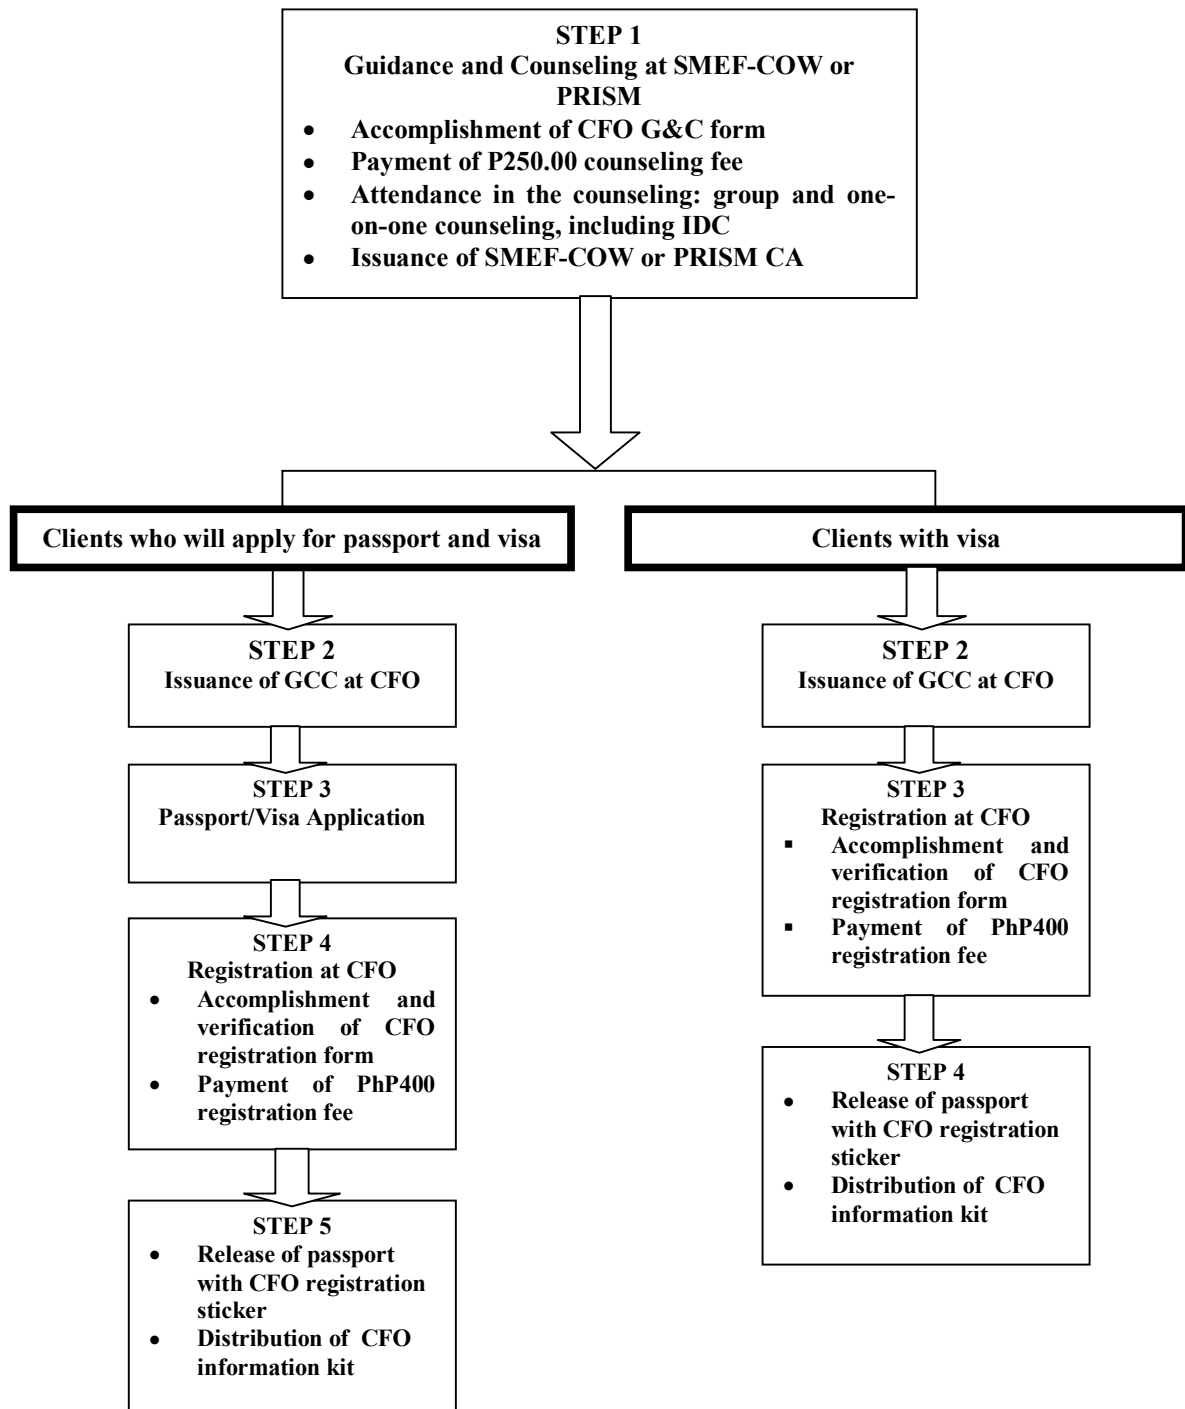 STEP 1
Guidance and Counseling at SMEF-COW or
PRISM
• Accomplishment of CFO G&C form
• Payment of P250.00 counseling fee
• Attendance in the counseling: group and one-
on-one counseling, including IDC
• Issuance of SMEF-COW or PRISM CA
Clients who will apply for passport and visa
STEP 2
Issuance of GCC at CFO
STEP 3
Passport/Visa Application
STEP 4
Registration at CFO
• Accomplishment and
verification of CFO
registration form
• Payment of PhP400
registration fee
STEP 5
• Release of passport
with CFO registration
sticker
• Distribution of CFO
information kit
Clients with visa
STEP 2
Issuance of GCC at CFO
STEP 3
Registration at CFO
▪ Accomplishment and
verification of CFO
registration form
▪ Payment of PhP400
registration fee
STEP 4
• Release of passport
with CFO registration
sticker
• Distribution of CFO
information kit